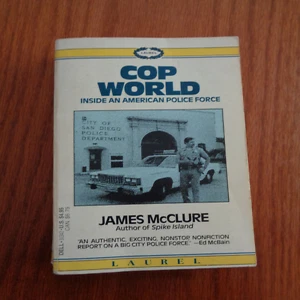 LAUREL
COP
WORLD
INSIDE AN AMERICAN POLICE FORCE
CITY OF
SAN DIEGO
POLICE
DEPARTMENT
JAMES McCLURE
Author of Spike Island
"AN AUTHENTIC, EXCITING, NONSTOP NONFICTION
REPORT ON A BIG CITY POLICE FORCE." —Ed McBain
LAUREL